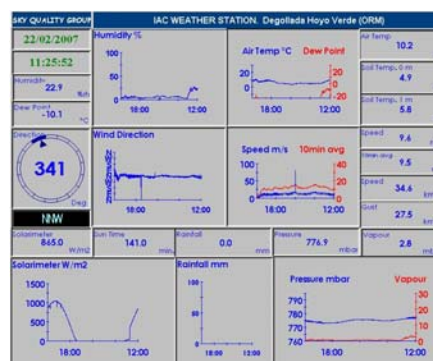 SKY QUALITY GROUP
IAC WEATHER STATION. Degollada Hoyo Verde (ORM)
22/02/2007
11:25:52
Humidity
22.9
%h
Dew Point
-10.1
°C
Humidity %
100
50
0
18:00
12:00
Air Temp °C
Dew Point
20
0
20
0
-20
18:00
12:00
Air Temp
10.2
Soil Temp. 0 m
4.9
Soil Temp. 1 m
5.8
Direction
341
Deg
NNW
Wind Direction
18:00
12:00
Speed m/s
10min avg
100
50
0
40
20
0
18:00
12:00
Speed
9.6
10min avg
9.5
Speed
34.6
km
Gust
27.5
km
Solarimeter
865.0
W/m2
Sun Time
141.0
min.
Rainfall
0.0
mm
Pressure
776.9
mbar
Vapour
2.8
mb
Solarimeter W/m2
1500
1000
500
0
18:00
12:00
Rainfall mm
100
50
0
18:00
12:00
Pressure mbar
Vapour
790
780
770
760
30
20
10
0
18:00
12:00